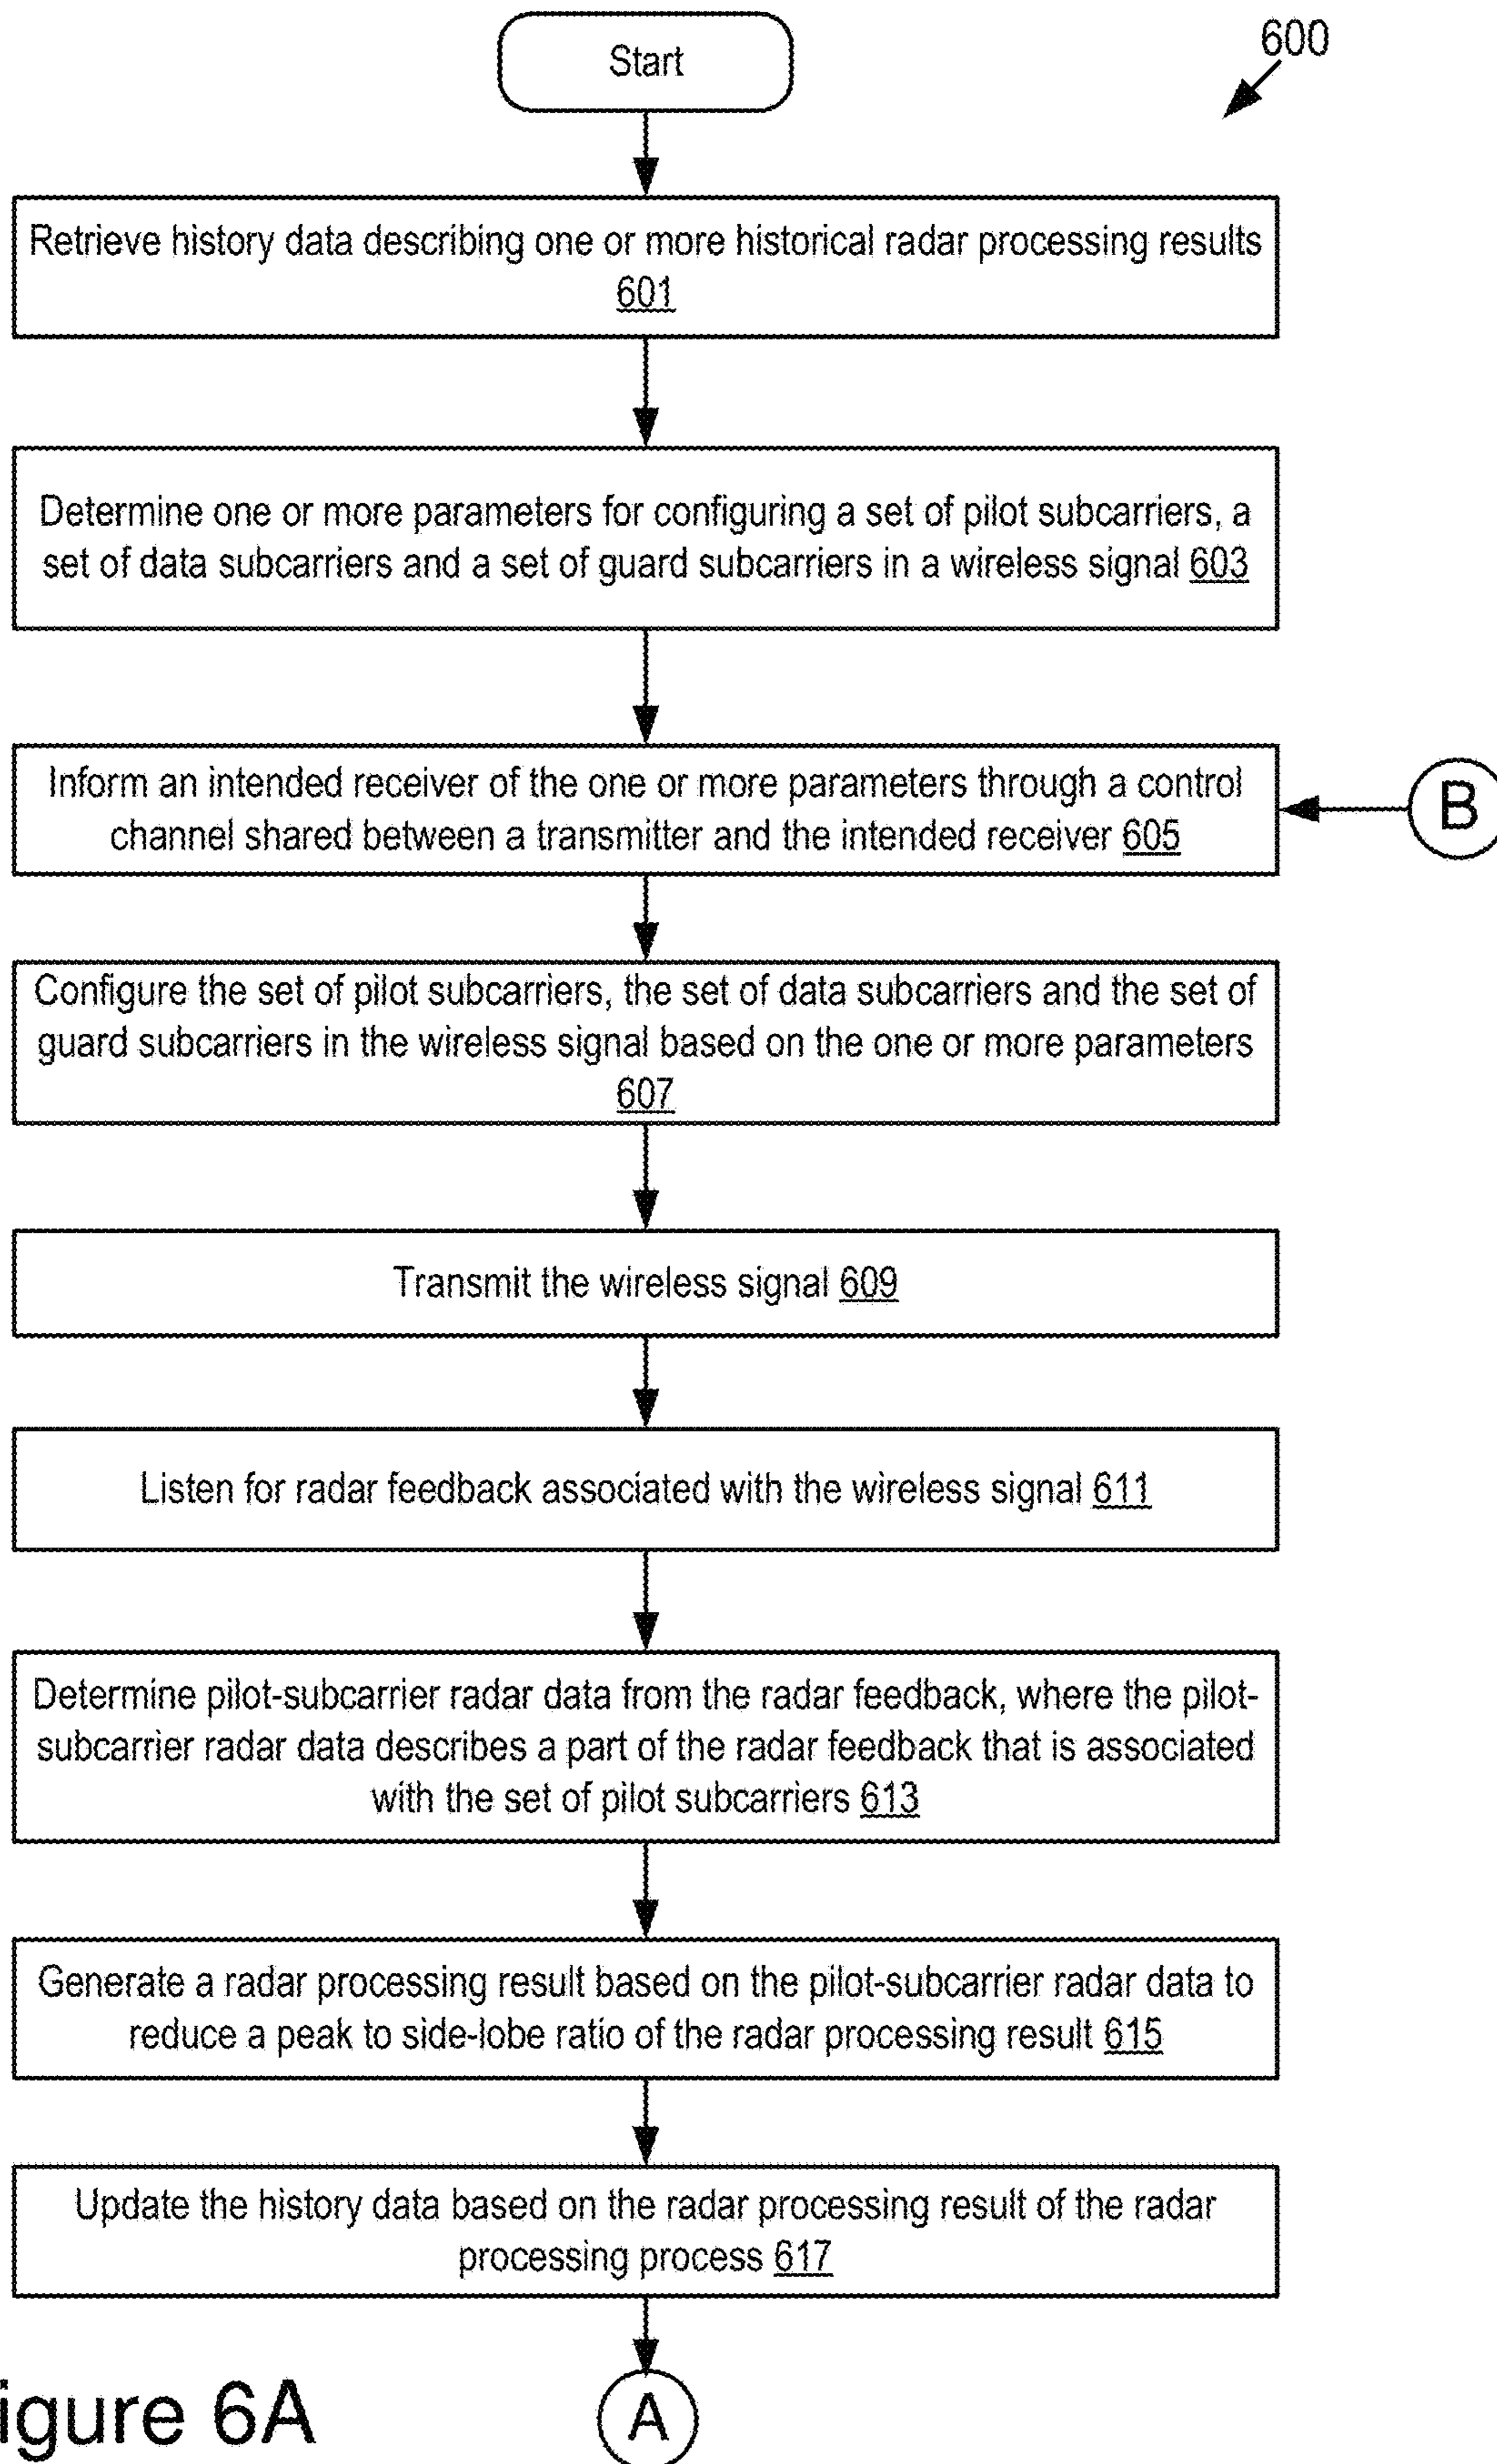 Start
600
Retrieve history data describing one or more historical radar processing results
601
Determine one or more parameters for configuring a set of pilot subcarriers, a
set of data subcarriers and a set of guard subcarriers in a wireless signal 603
Inform an intended receiver of the one or more parameters through a control
channel shared between a transmitter and the intended receiver 605
B
Configure the set of pilot subcarriers, the set of data subcarriers and the set of
guard subcarriers in the wireless signal based on the one or more parameters
607
Transmit the wireless signal 609
Listen for radar feedback associated with the wireless signal 611
Determine pilot-subcarrier radar data from the radar feedback, where the pilot-
subcarrier radar data describes a part of the radar feedback that is associated
with the set of pilot subcarriers 613
Generate a radar processing result based on the pilot-subcarrier radar data to
reduce a peak to side-lobe ratio of the radar processing result 615
Update the history data based on the radar processing result of the radar
processing process 617
igure 6A
A